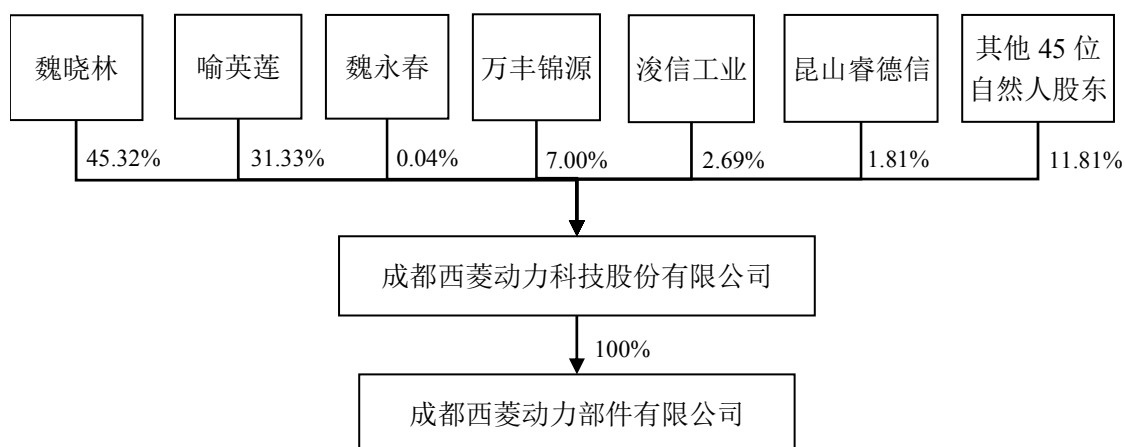 魏晓林
喻英莲
魏永春
万丰锦源
浚信工业
昆山睿德信
其他 45 位
自然人股东
45.32%
31.33%
0.04%
7.00%
2.69%
1.81%
11.81%
成都西菱动力科技股份有限公司
100%
成都西菱动力部件有限公司